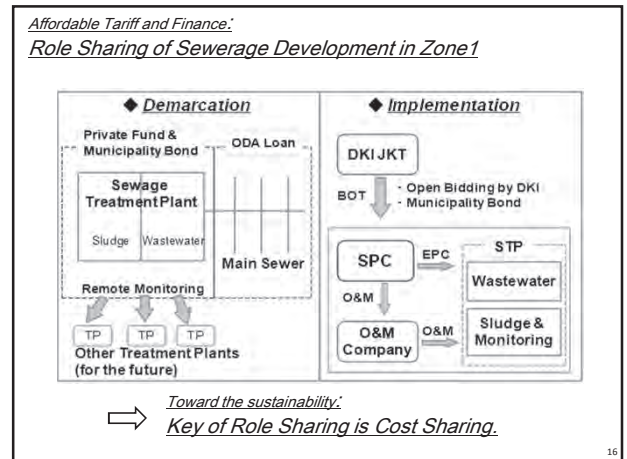 Affordable Tariff and Finance:
Role Sharing of Sewerage Development in Zone1
◆ Demarcation
Private Fund &
Municipality Bond
ODA Loan
Sewage
Treatment Plant
Sludge
Wastewater
Main Sewer
Remote Monitoring
TP
TP
TP
Other Treatment Plants
(for the future)
◆ Implementation
DKI JKT
BOT
· Open Bidding by DKI
· Municipality Bond
SPC
EPC
STP
Wastewater
O&M
O&M
Company
O&M
Sludge &
Monitoring
Toward the sustainability:
Key of Role Sharing is Cost Sharing.
16